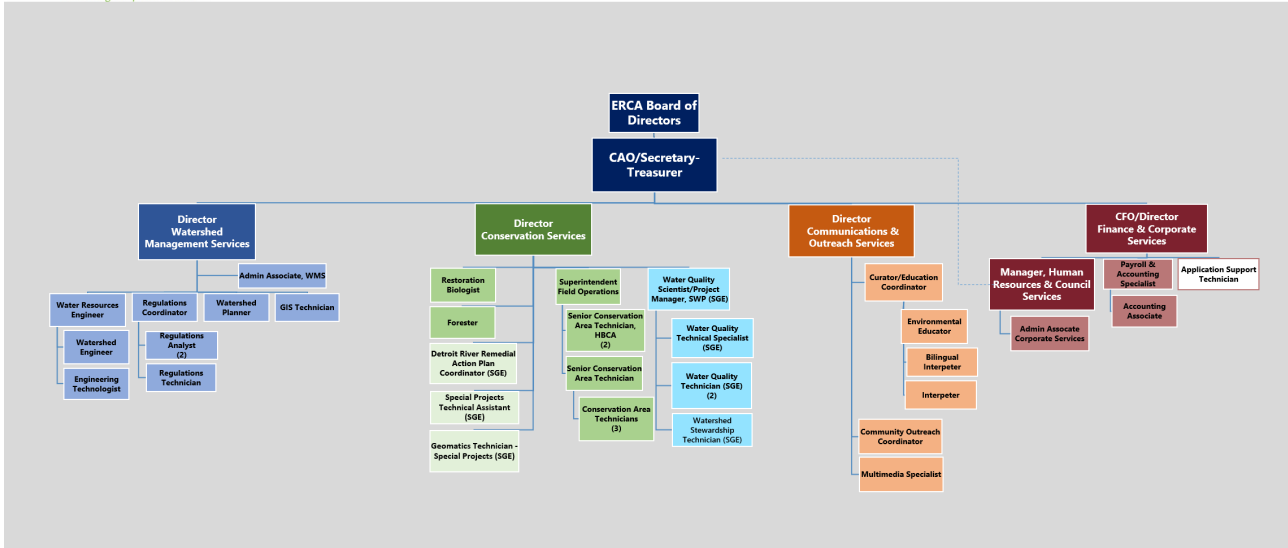 ERCA Board of
Directors
CAO/Secretary-
Treasurer
Director
Watershed
Management Services
Admin Associate, WMS
Water Resources
Engineer
Watershed
Engineer
Engineering
Technologist
Regulations
Coordinator
Regulations
Analyst
(2)
Regulations
Technician
Watershed
Planner
GIS Technician
Director
Conservation Services
Restoration
Biologist
Forester
Detroit River Remedial
Action Plan
Coordinator (SGE)
Special Projects
Technical Assistant
(SGE)
Geomatics Technician -
Special Projects (SGE)
Superintendent
Field Operations
Senior Conservation
Area Technician,
HBCA
(2)
Senior Conservation
Area Technician
Conservation Area
Technicians
(3)
Water Quality
Scientist/Project
Manager, SWP (SGE)
Water Quality
Technical Specialist
(SGE)
Water Quality
Technician (SGE)
(2)
Watershed
Stewardship
Technician (SGE)
Director
Communications &
Outreach Services
Curator/Education
Coordinator
Environmental
Educator
Bilingual
Interpeter
Interpeter
Community Outreach
Coordinator
Multimedia Specialist
CFO/Director
Finance & Corporate
Services
Manager, Human
Resources & Council
Services
Admin Assocate
Corporate Services
Payroll &
Accounting
Specialist
Accounting
Associate
Application Support
Technician